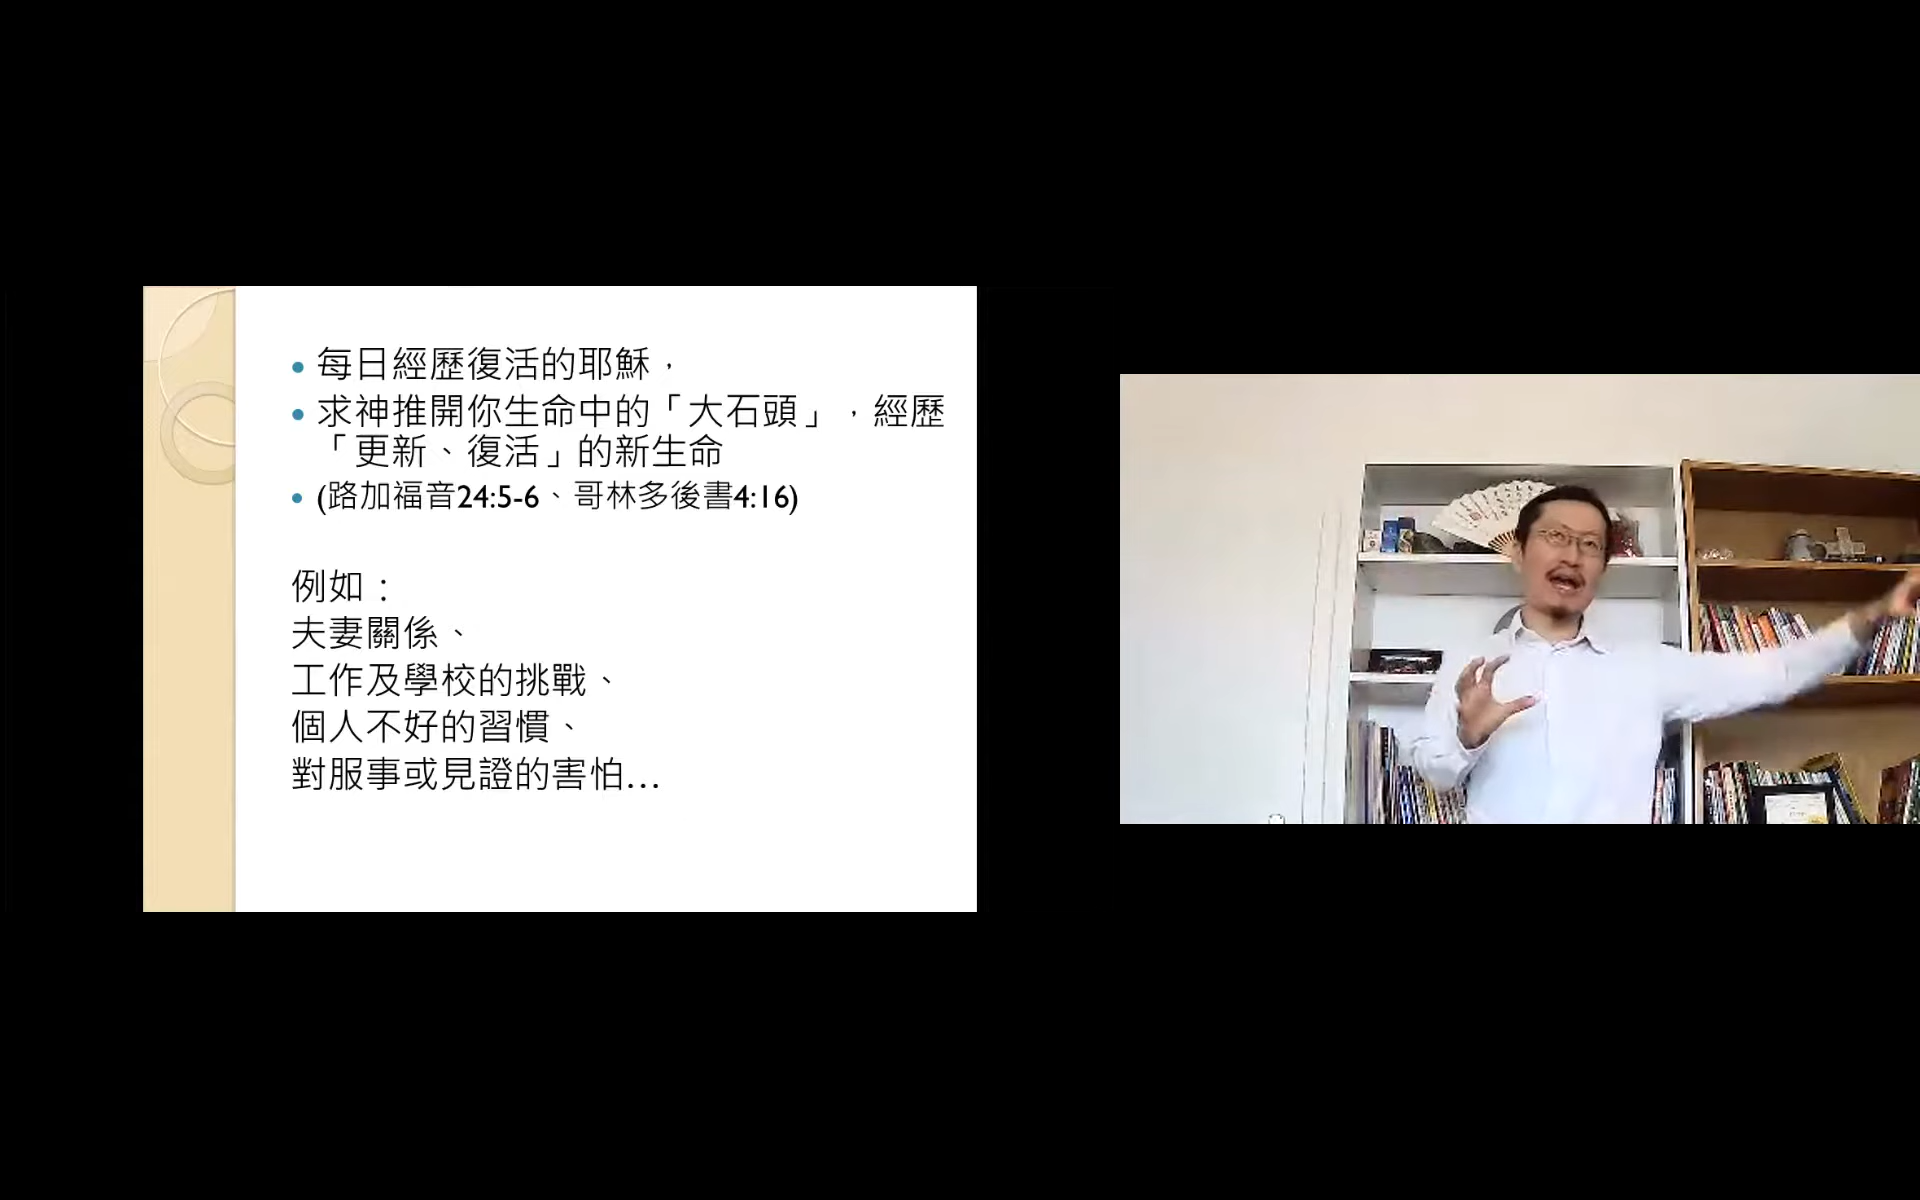 每日經歷復活的耶穌，
求神推開你生命中的「大石頭」，經歷
「更新、復活」的新生命
(路加福音24:5-6、哥林多後書4:16)
例如：
夫妻關係、
工作及學校的挑戰、
個人不好的習慣、
對服事或見證的害怕…